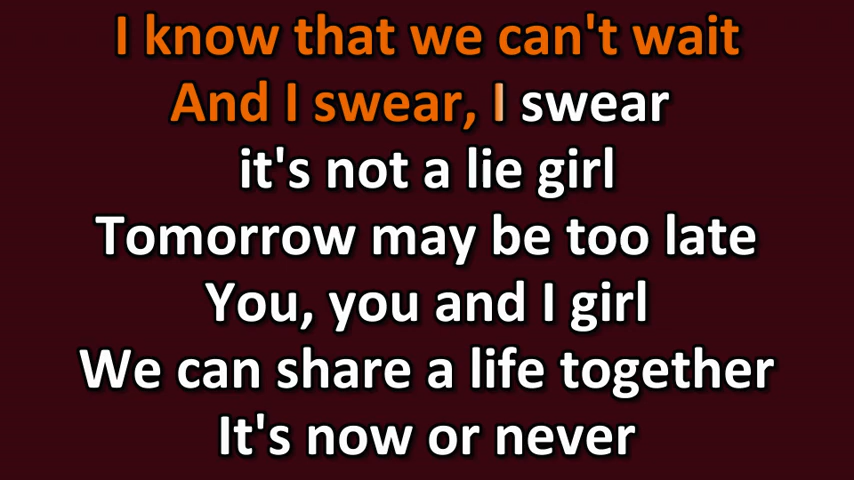 I know that we can't wait
And I swear, I swear
it's not a lie girl
Tomorrow may be too late
You, you and I girl
We can share a life together
It's now or never